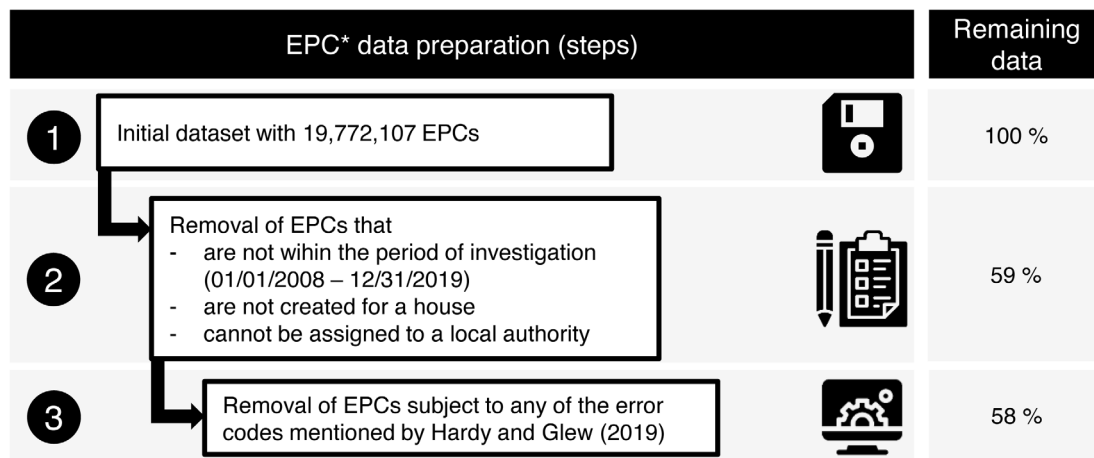 EPC* data preparation (steps)
Remaining
data
1
Initial dataset with 19,772,107 EPCs
100 %
2
Removal of EPCs that
- are not wihin the period of investigation
(01/01/2008 – 12/31/2019)
- are not created for a house
- cannot be assigned to a local authority
59 %
3
Removal of EPCs subject to any of the error
codes mentioned by Hardy and Glew (2019)
58 %